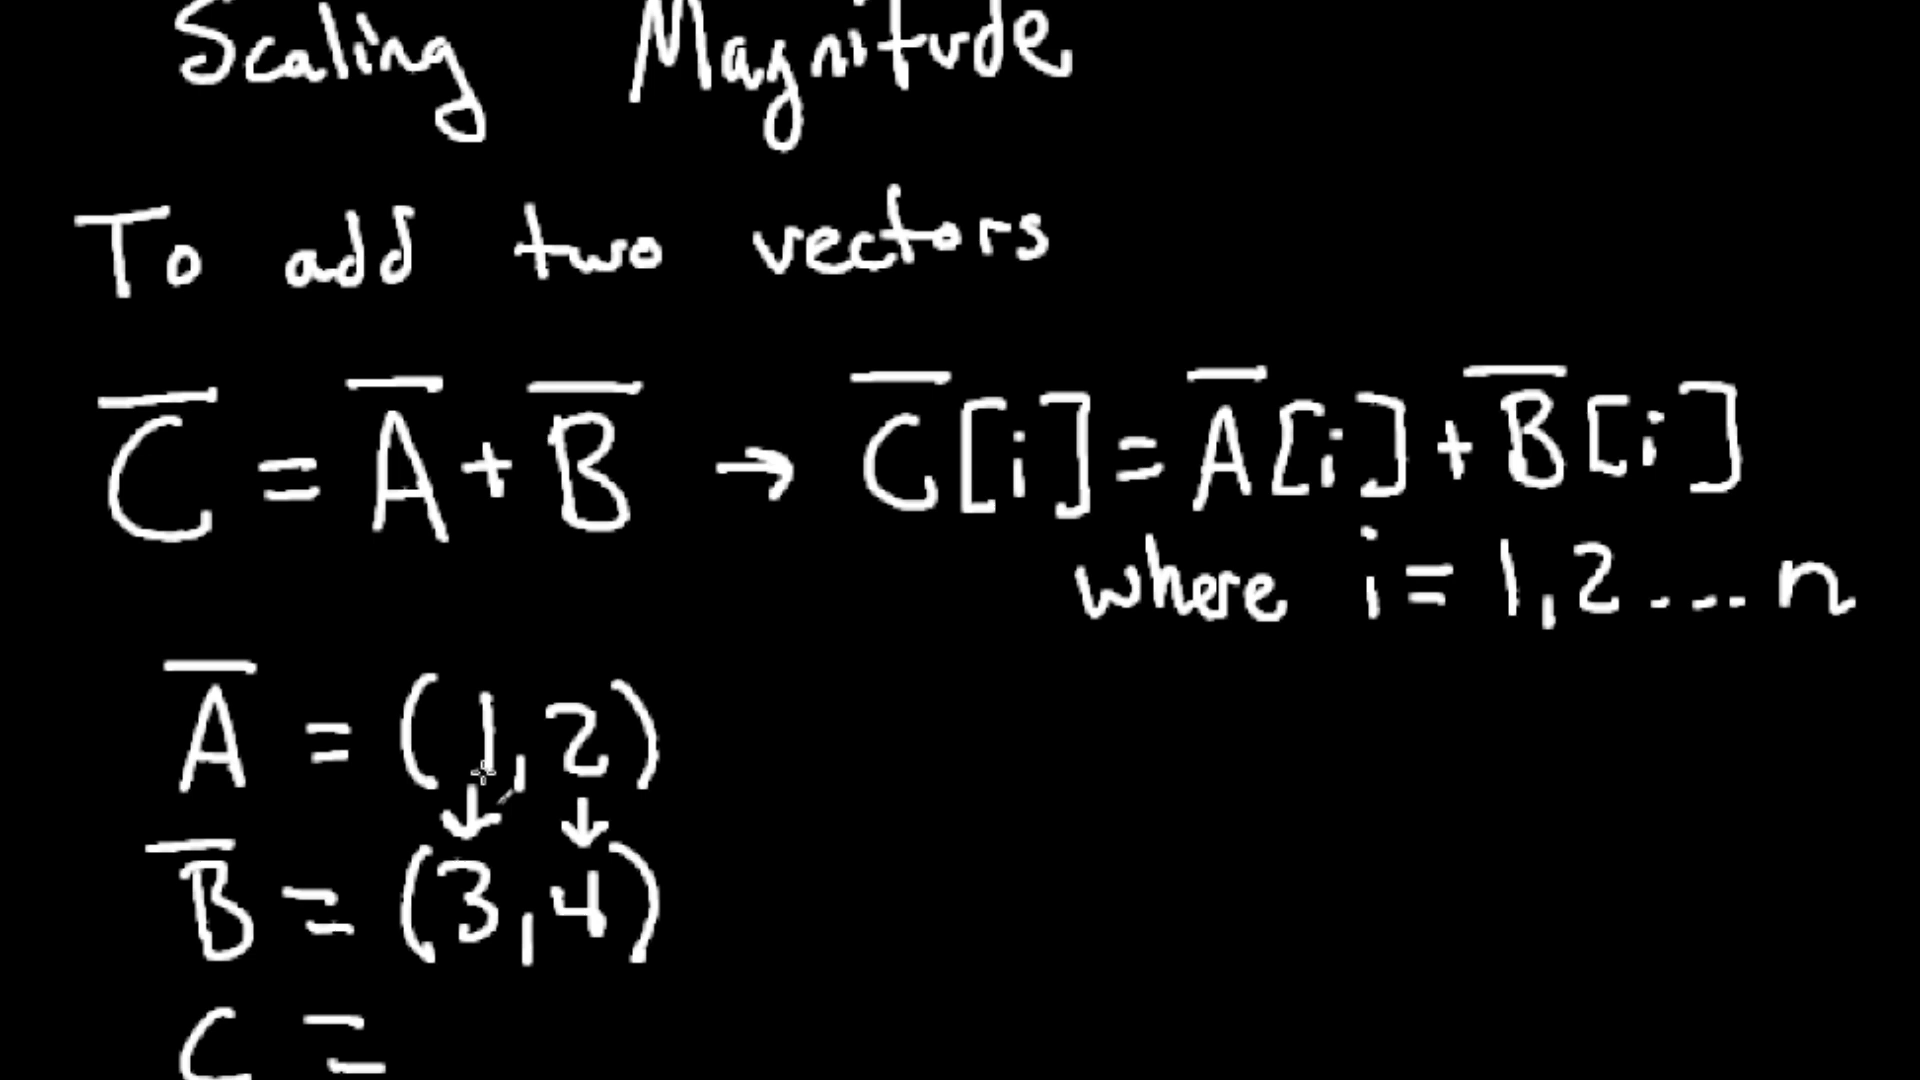 Scaling Magnitude
To add two vectors
C̅ = A̅ + B̅ → C̅[i] = A̅[i] + B̅[i]
where i = 1,2 ... n
A̅ = (1,2)
↓ ↓
B̅ = (3,4)
C =